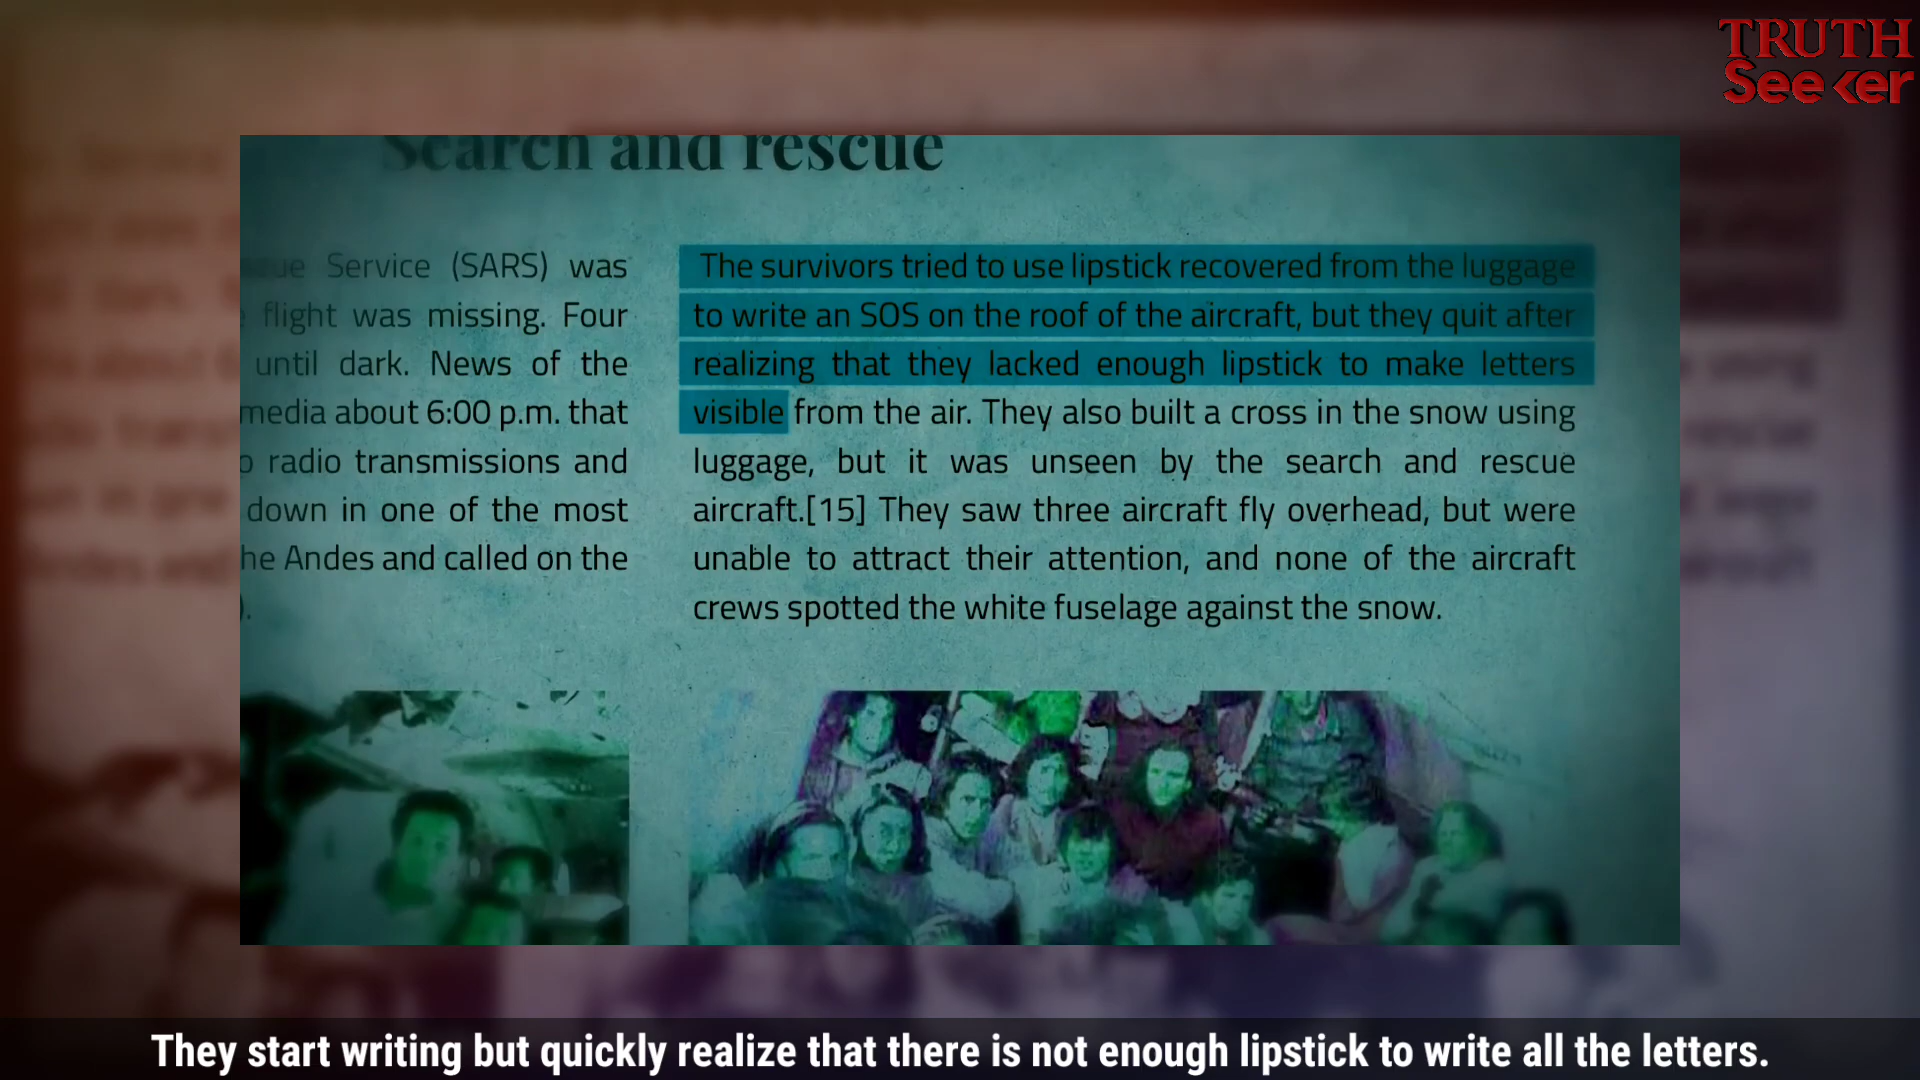 TRUTH
Seeker
Search and rescue
Service (SARS) was
flight was missing. Four
until dark. News of the
media about 6:00 p.m. that
radio transmissions and
down in one of the most
Andes and called on the
The survivors tried to use lipstick recovered from the luggage
to write an SOS on the roof of the aircraft, but they quit after
realizing that they lacked enough lipstick to make letters
visible from the air. They also built a cross in the snow using
luggage, but it was unseen by the search and rescue
aircraft.[15] They saw three aircraft fly overhead, but were
unable to attract their attention, and none of the aircraft
crews spotted the white fuselage against the snow.
They start writing but quickly realize that there is not enough lipstick to write all the letters.